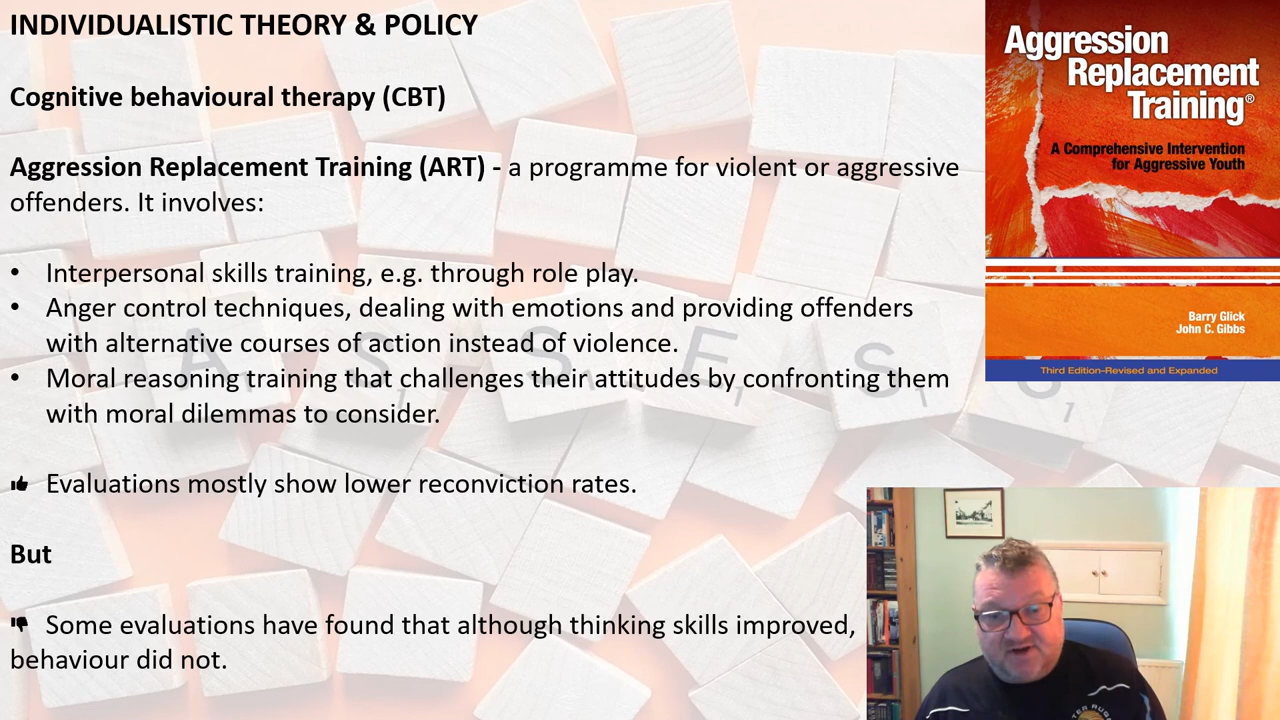 INDIVIDUALISTIC THEORY & POLICY
Cognitive behavioural therapy (CBT)
Aggression Replacement Training (ART) - a programme for violent or aggressive
offenders. It involves:
• Interpersonal skills training, e.g. through role play.
• Anger control techniques, dealing with emotions and providing offenders
with alternative courses of action instead of violence.
• Moral reasoning training that challenges their attitudes by confronting them
with moral dilemmas to consider.
Evaluations mostly show lower reconviction rates.
But
Some evaluations have found that although thinking skills improved,
behaviour did not.
Aggression
Replacement
Training®
A Comprehensive Intervention
for Aggressive Youth
Barry Glick
John C. Gibbs
Third Edition–Revised and Expanded
A S S E S S